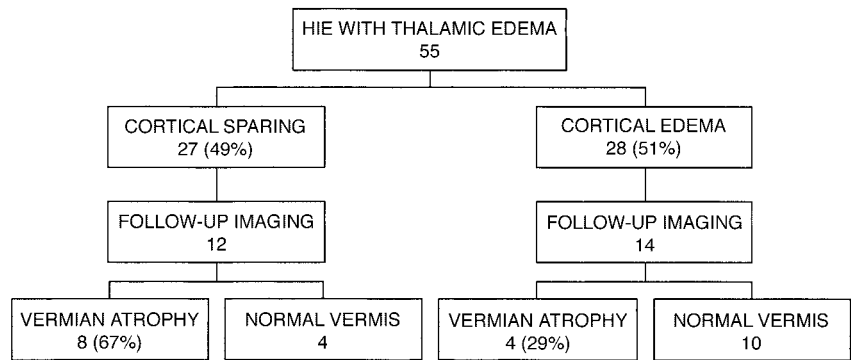 HIE WITH THALAMIC EDEMA
55
CORTICAL SPARING
27 (49%)
CORTICAL EDEMA
28 (51%)
FOLLOW-UP IMAGING
12
FOLLOW-UP IMAGING
14
VERMIAN ATROPHY
8 (67%)
NORMAL VERMIS
4
VERMIAN ATROPHY
4 (29%)
NORMAL VERMIS
10